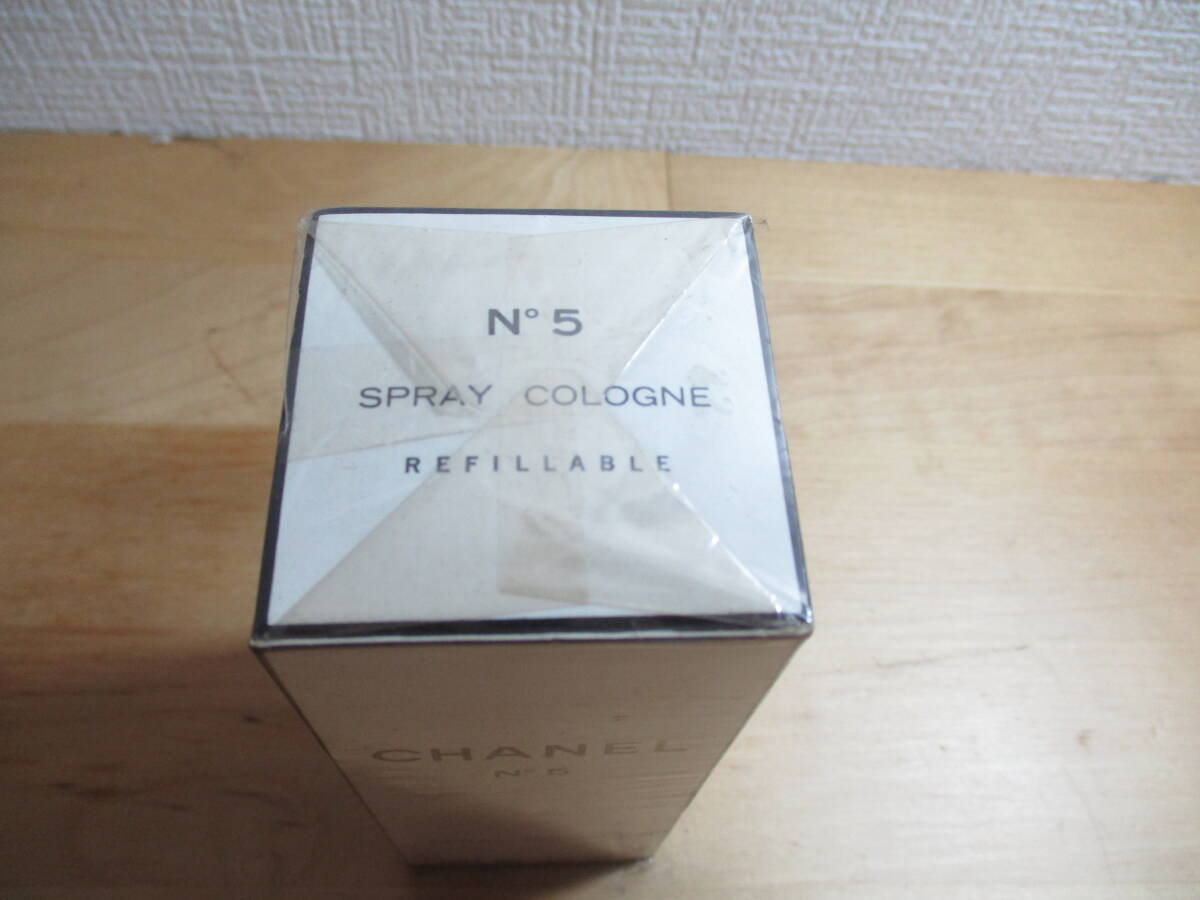 N° 5
SPRAY COLOGNE
REFILLABLE
CHANEL
N° 5